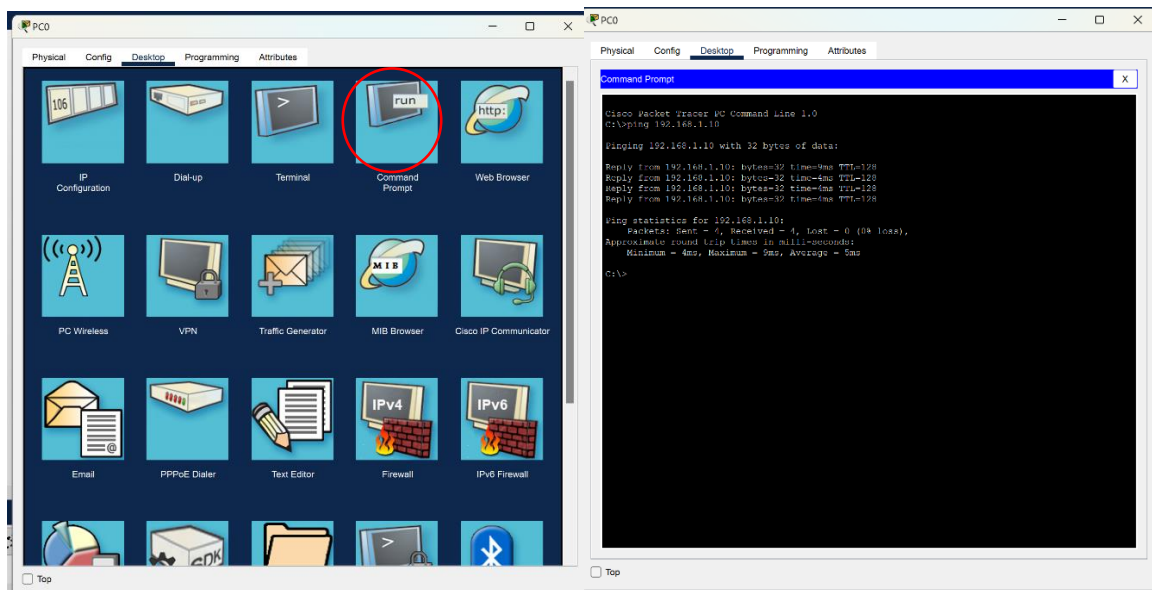 PC0
Physical Config Desktop Programming Attributes
106
>
run
http:
IP Configuration
Dial-up
Terminal
Command Prompt
Web Browser
MIB
PC Wireless
VPN
Traffic Generator
MIB Browser
Cisco IP Communicator
@
IPv4
IPv6
Email
PPPoE Dialer
Text Editor
Firewall
IPv6 Firewall
>
Top
PC0
Physical Config Desktop Programming Attributes
Command Prompt X
Cisco Packet Tracer PC Command Line 1.0
C:\>ping 192.168.1.10
Pinging 192.168.1.10 with 32 bytes of data:
Reply from 192.168.1.10: bytes=32 time=9ms TTL=128
Reply from 192.168.1.10: bytes=32 time=4ms TTL=128
Reply from 192.168.1.10: bytes=32 time=4ms TTL=128
Reply from 192.168.1.10: bytes=32 time=4ms TTL=128
Ping statistics for 192.168.1.10:
Packets: Sent = 4, Received = 4, Lost = 0 (0% loss),
Approximate round trip times in milli-seconds:
Minimum = 4ms, Maximum = 9ms, Average = 5ms
C:\>
Top